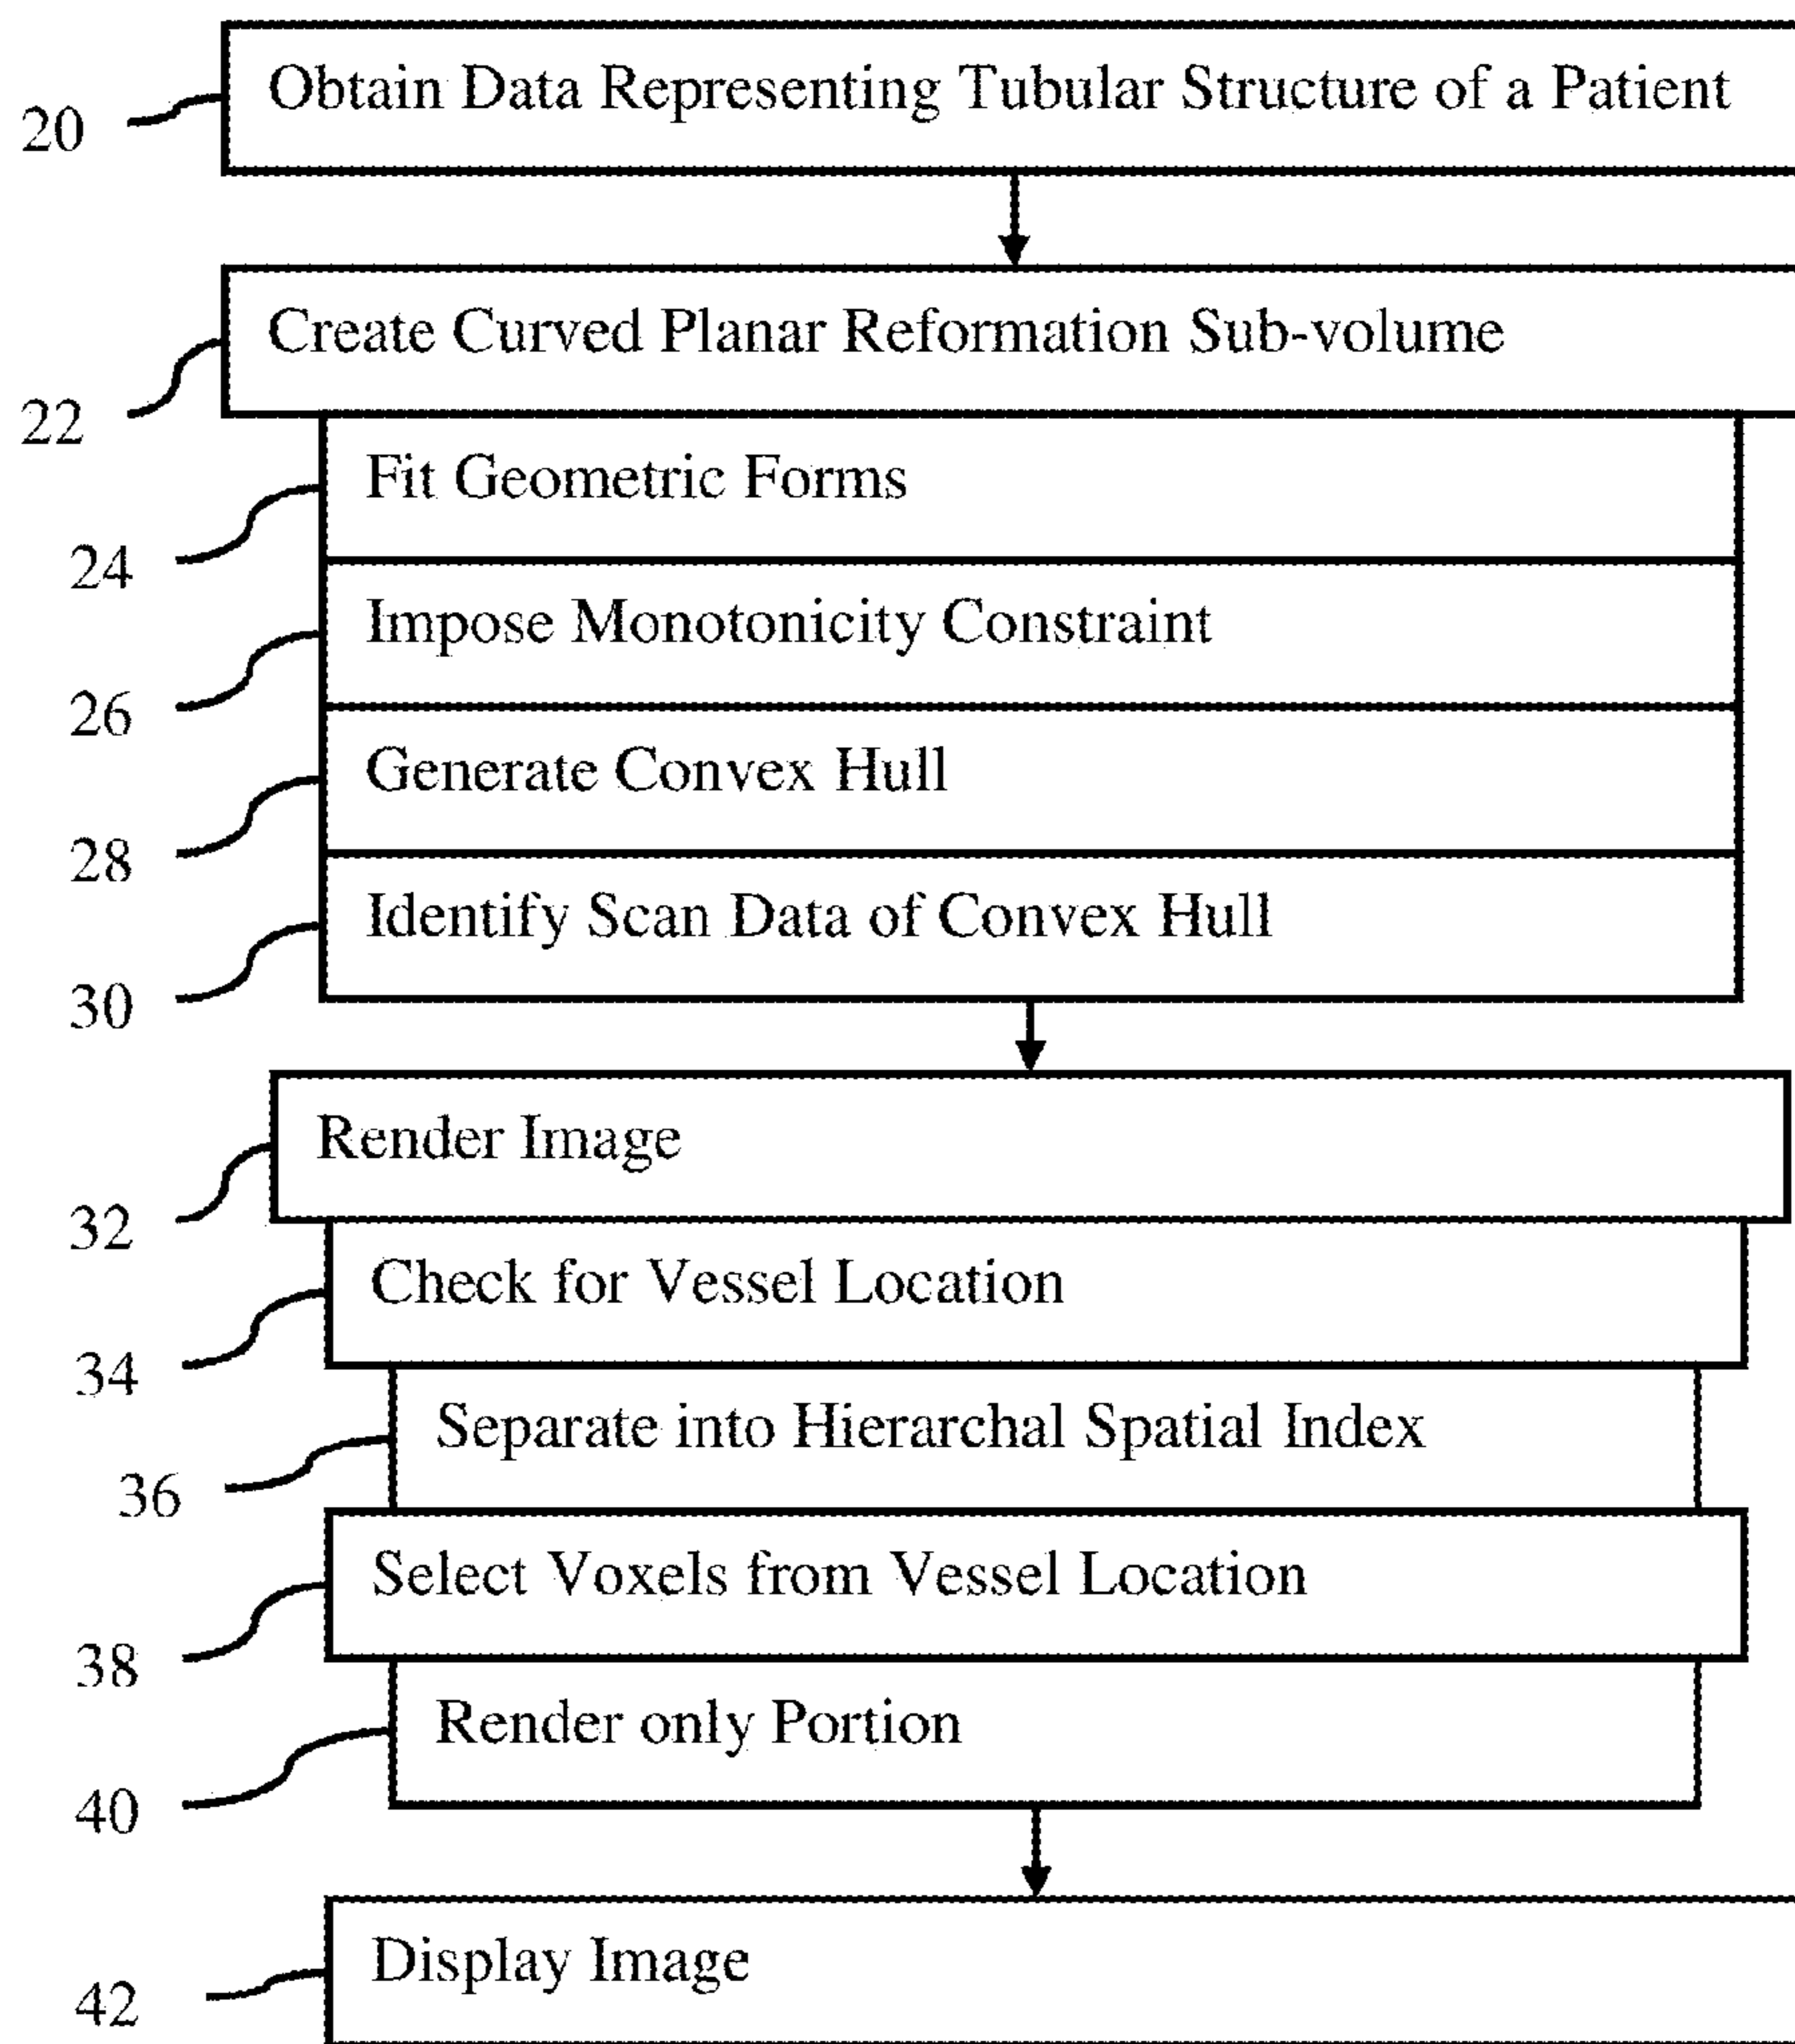 Obtain Data Representing Tubular Structure of a Patient
20
Create Curved Planar Reformation Sub-volume
22
Fit Geometric Forms
24
Impose Monotonicity Constraint
26
Generate Convex Hull
28
Identify Scan Data of Convex Hull
30
Render Image
32
Check for Vessel Location
34
Separate into Hierarchal Spatial Index
36
Select Voxels from Vessel Location
38
Render only Portion
40
Display Image
42